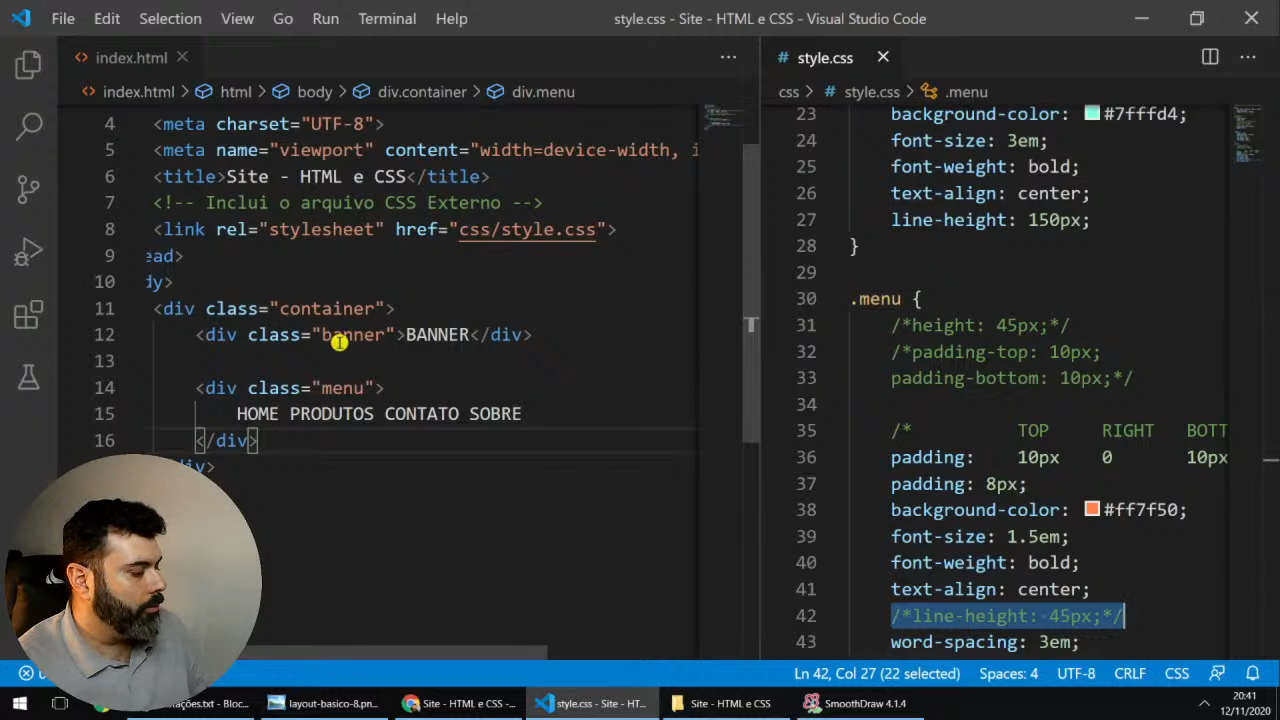 File Edit Selection View Go Run Terminal Help style.css - Site - HTML e CSS - Visual Studio Code
index.html
index.html html body div.container div.menu
4 <meta charset="UTF-8">
5 <meta name="viewport" content="width=device-width, i
6 <title>Site - HTML e CSS</title>
7 <!-- Inclui o arquivo CSS Externo -->
8 <link rel="stylesheet" href="css/style.css">
9 ead>
10 dy>
11 <div class="container">
12 <div class="banner">BANNER</div>
13
14 <div class="menu">
15 HOME PRODUTOS CONTATO SOBRE
16 </div>
div>
# style.css
css # style.css .menu
23 background-color: #7fffd4;
24 font-size: 3em;
25 font-weight: bold;
26 text-align: center;
27 line-height: 150px;
28 }
29
30 .menu {
31 /*height: 45px;*/
32 /*padding-top: 10px;
33 padding-bottom: 10px;*/
34
35 /* TOP RIGHT BOTT
36 padding: 10px 0 10px
37 padding: 8px;
38 background-color: #ff7f50;
39 font-size: 1.5em;
40 font-weight: bold;
41 text-align: center;
42 /*line-height: 45px;*/
43 word-spacing: 3em;
Ln 42, Col 27 (22 selected) Spaces: 4 UTF-8 CRLF CSS
tações.txt - Bloc... layout-basico-8.pn... Site - HTML e CSS -... style.css - Site - HT... Site - HTML e CSS SmoothDraw 4.1.4
20:41
12/11/2020